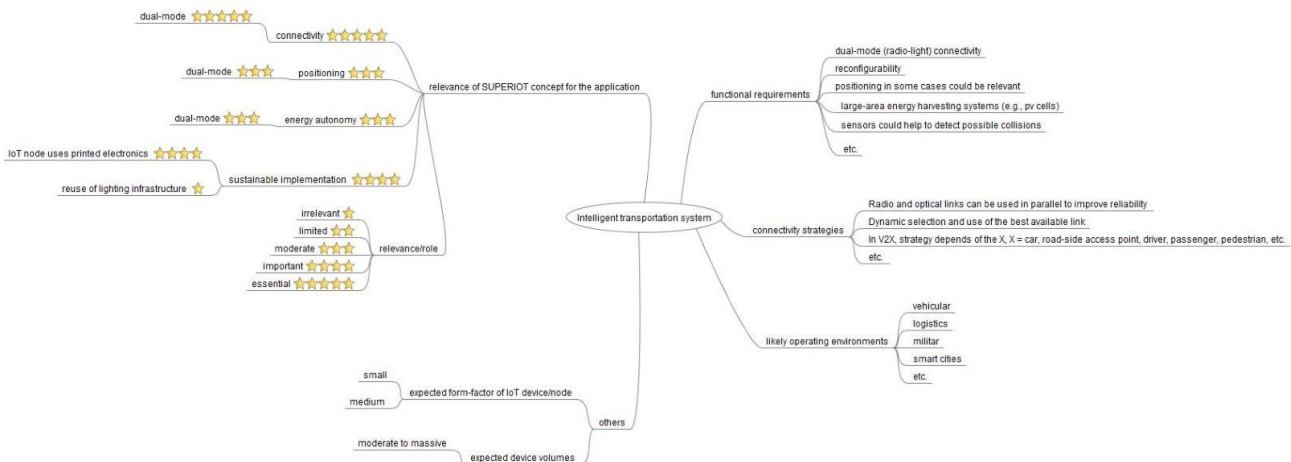 Intelligent transportation system
relevance of SUPERIOT concept for the application
connectivity
dual-mode
positioning
dual-mode
energy autonomy
dual-mode
sustainable implementation
IoT node uses printed electronics
reuse of lighting infrastructure
relevance/role
irrelevant
limited
moderate
important
essential
functional requirements
dual-mode (radio-light) connectivity
reconfigurability
positioning in some cases could be relevant
large-area energy harvesting systems (e.g., pv cells)
sensors could help to detect possible collisions
etc.
connectivity strategies
Radio and optical links can be used in parallel to improve reliability
Dynamic selection and use of the best available link
In V2X, strategy depends of the X, X = car, road-side access point, driver, passenger, pedestrian, etc.
etc.
likely operating environments
vehicular
logistics
militar
smart cities
etc.
others
expected form-factor of IoT device/node
small
medium
expected device volumes
moderate to massive